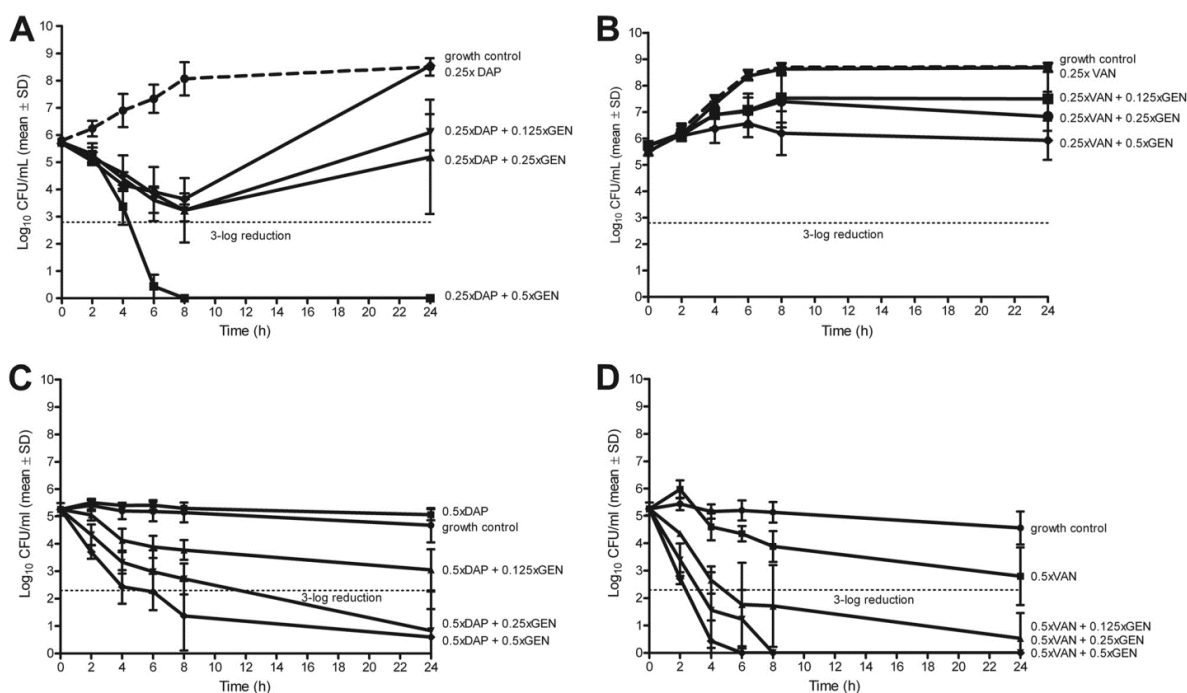 A
Log10 CFU/mL (mean ± SD)
10
9
8
7
6
5
4
3
2
1
0
growth control
0.25x DAP
0.25xDAP + 0.125xGEN
0.25xDAP + 0.25xGEN
3-log reduction
0.25xDAP + 0.5xGEN
0 2 4 6 8 10 12 14 16 18 20 22 24
Time (h)
B
Log10 CFU/mL (mean ± SD)
10
9
8
7
6
5
4
3
2
1
0
growth control
0.25x VAN
0.25xVAN + 0.125xGEN
0.25xVAN + 0.25xGEN
0.25xVAN + 0.5xGEN
3-log reduction
0 2 4 6 8 10 12 14 16 18 20 22 24
Time (h)
C
Log10 CFU/ml (mean ± SD)
10
9
8
7
6
5
4
3
2
1
0
0.5xDAP
growth control
0.5xDAP + 0.125xGEN
3-log reduction
0.5xDAP + 0.25xGEN
0.5xDAP + 0.5xGEN
0 2 4 6 8 10 12 14 16 18 20 22 24
Time (h)
D
Log10 CFU/ml (mean ± SD)
10
9
8
7
6
5
4
3
2
1
0
growth control
0.5xVAN
3-log reduction
0.5xVAN + 0.125xGEN
0.5xVAN + 0.25xGEN
0.5xVAN + 0.5xGEN
0 2 4 6 8 10 12 14 16 18 20 22 24
Time (h)